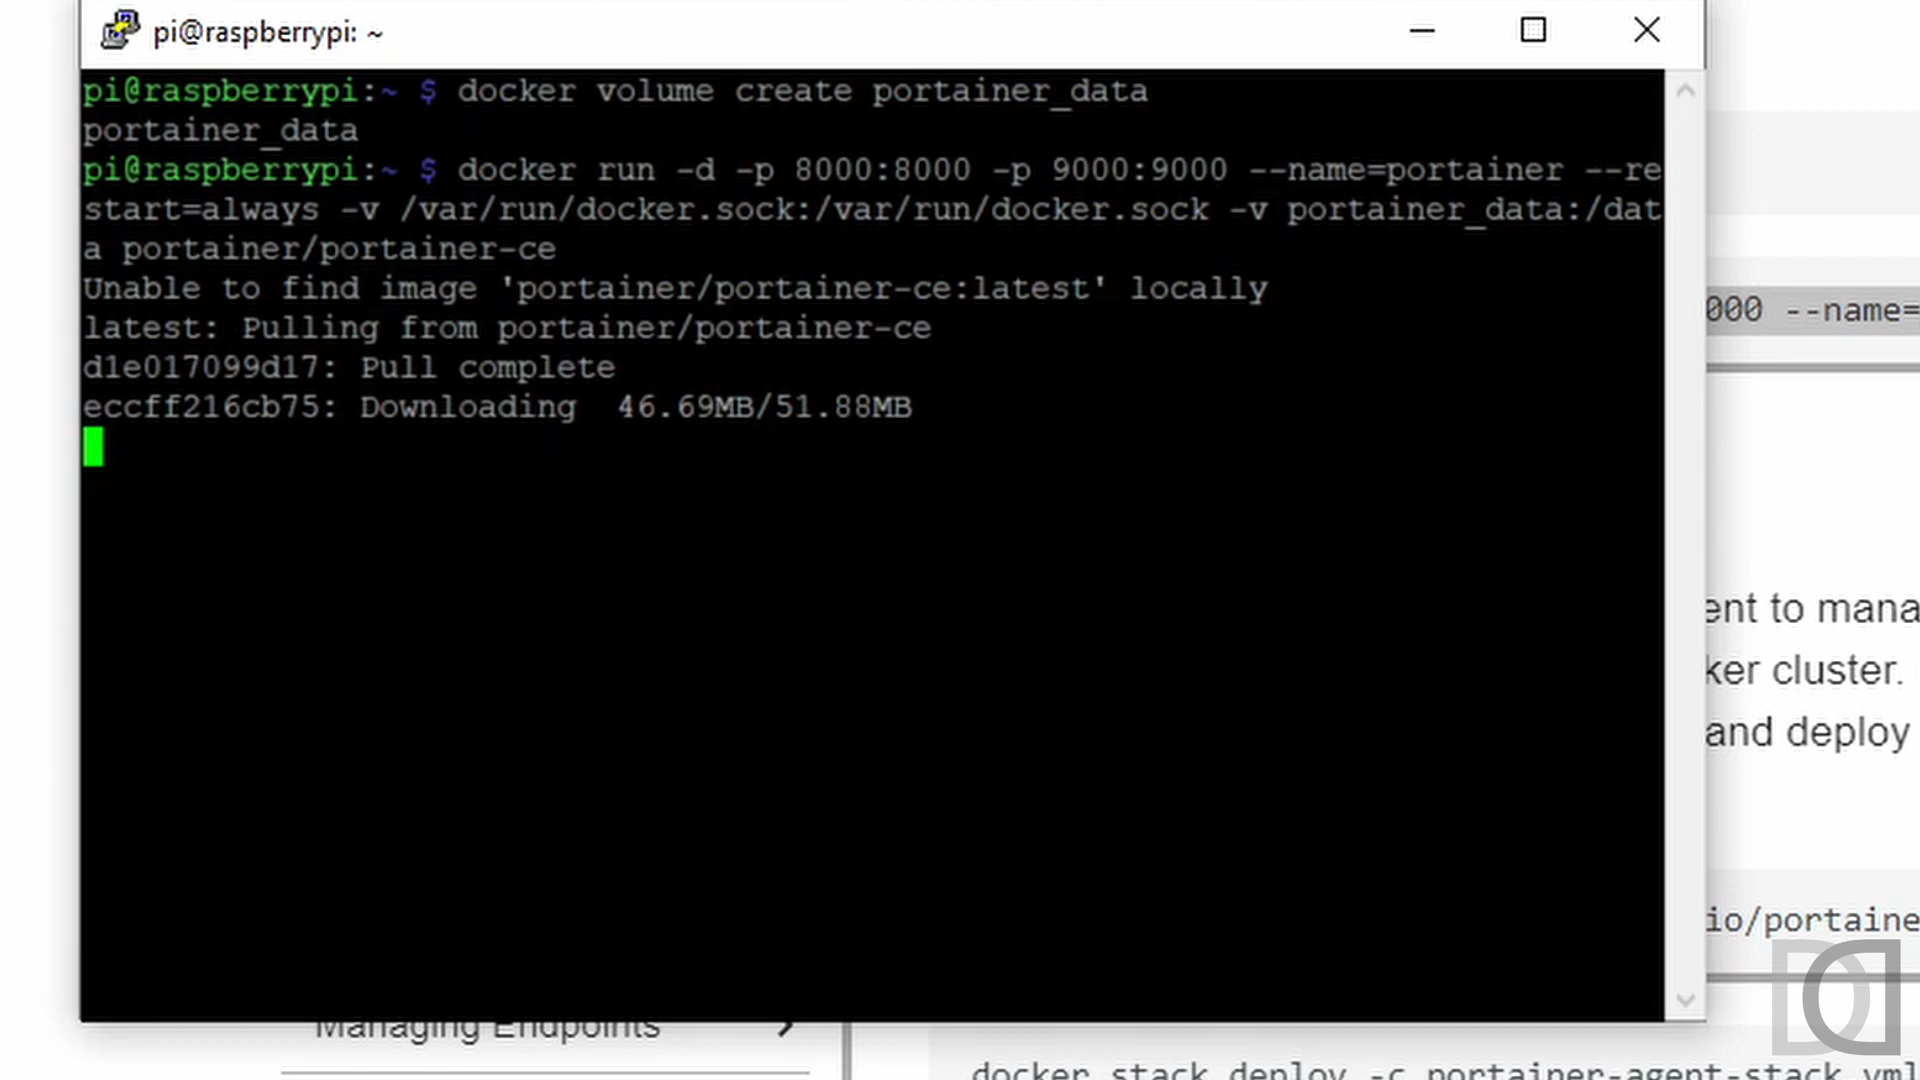 pi@raspberrypi: ~
pi@raspberrypi:~ $ docker volume create portainer_data
portainer_data
pi@raspberrypi:~ $ docker run -d -p 8000:8000 -p 9000:9000 --name=portainer --re
start=always -v /var/run/docker.sock:/var/run/docker.sock -v portainer_data:/dat
a portainer/portainer-ce
Unable to find image 'portainer/portainer-ce:latest' locally
latest: Pulling from portainer/portainer-ce
d1e017099d17: Pull complete
eccff216cb75: Downloading  46.69MB/51.88MB
000 --name=
ent to mana
ker cluster.
and deploy
io/portaine
Managing Endpoints
docker stack deploy -c portainer-agent-stack.yml